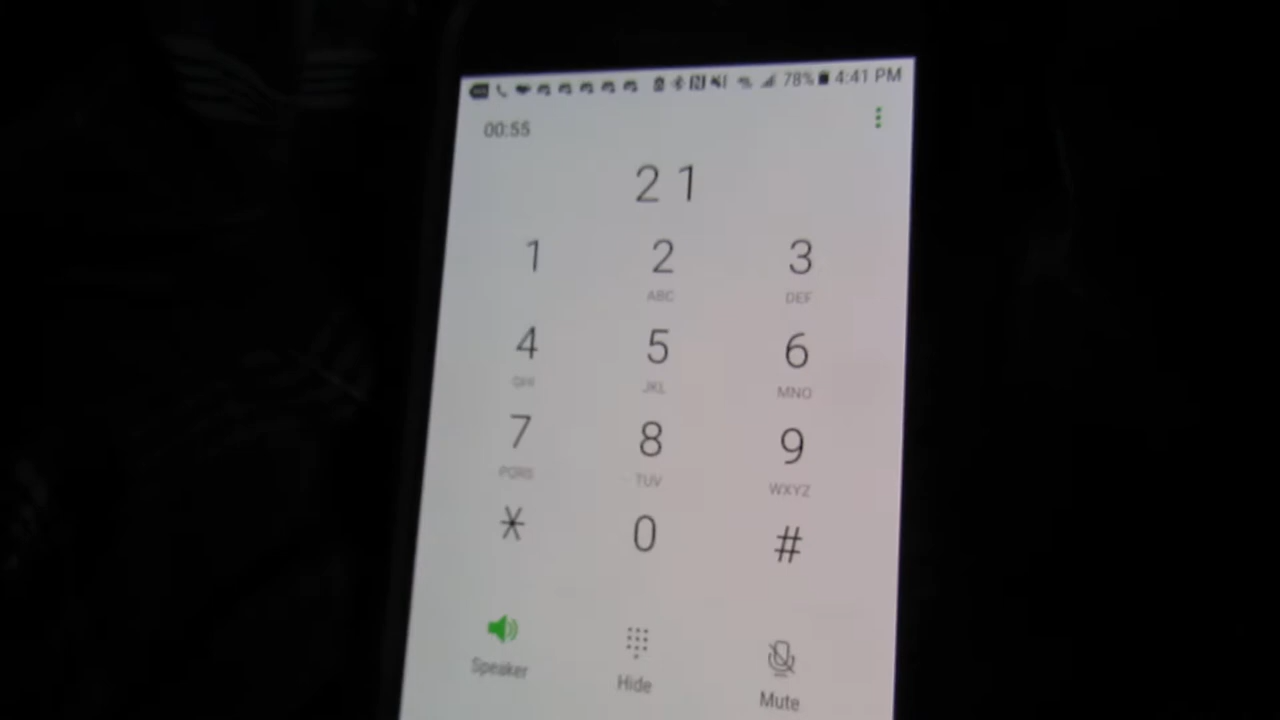 78% 4:41 PM
00:55
21
1 2 3
ABC DEF
4 5 6
GHI JKL MNO
7 8 9
PQRS TUV WXYZ
* 0 #
Speaker Hide Mute